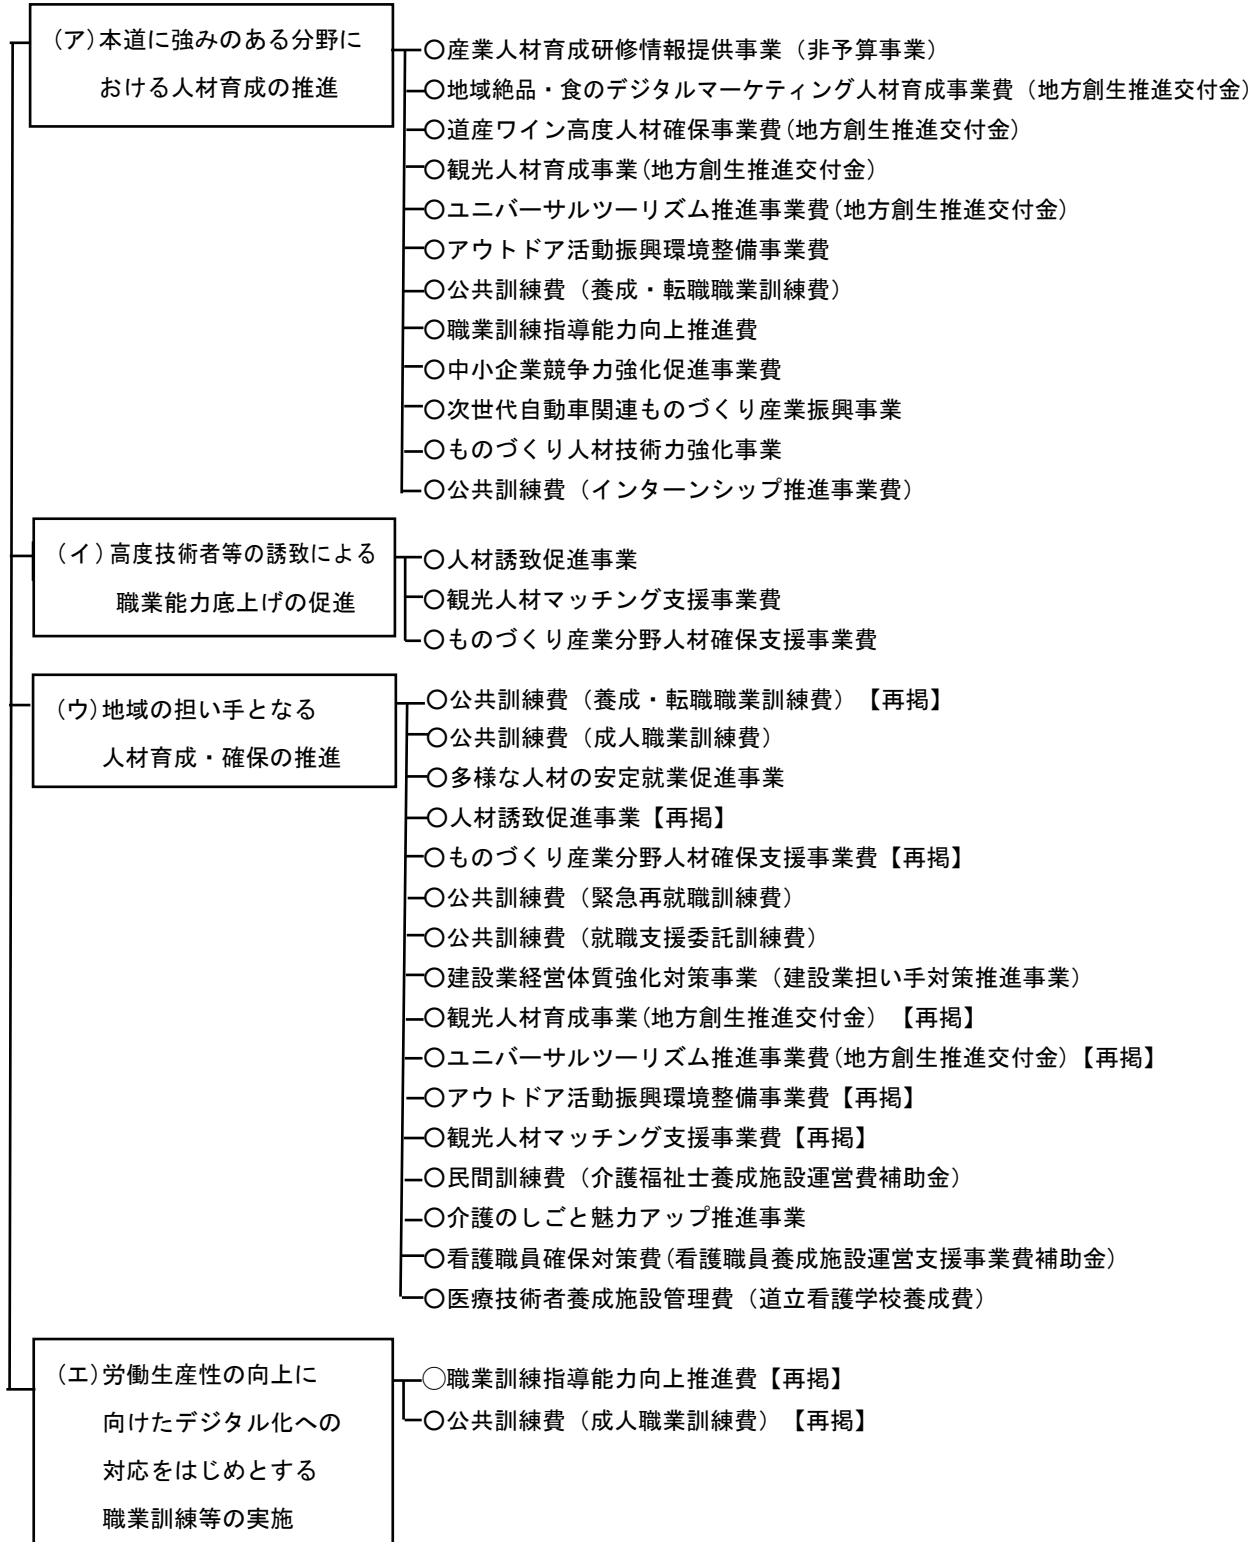 (ア)本道に強みのある分野に
おける人材育成の推進
○産業人材育成研修情報提供事業（非予算事業）
○地域絶品・食のデジタルマーケティング人材育成事業費（地方創生推進交付金）
○道産ワイン高度人材確保事業費(地方創生推進交付金)
○観光人材育成事業(地方創生推進交付金)
○ユニバーサルツーリズム推進事業費(地方創生推進交付金)
○アウトドア活動振興環境整備事業費
○公共訓練費（養成・転職職業訓練費）
○職業訓練指導能力向上推進費
○中小企業競争力強化促進事業費
○次世代自動車関連ものづくり産業振興事業
○ものづくり人材技術力強化事業
○公共訓練費（インターンシップ推進事業費）
(イ)高度技術者等の誘致による
職業能力底上げの促進
○人材誘致促進事業
○観光人材マッチング支援事業費
○ものづくり産業分野人材確保支援事業費
(ウ)地域の担い手となる
人材育成・確保の推進
○公共訓練費（養成・転職職業訓練費）【再掲】
○公共訓練費（成人職業訓練費）
○多様な人材の安定就業促進事業
○人材誘致促進事業【再掲】
○ものづくり産業分野人材確保支援事業費【再掲】
○公共訓練費（緊急再就職訓練費）
○公共訓練費（就職支援委託訓練費）
○建設業経営体質強化対策事業（建設業担い手対策推進事業）
○観光人材育成事業(地方創生推進交付金)【再掲】
○ユニバーサルツーリズム推進事業費(地方創生推進交付金)【再掲】
○アウトドア活動振興環境整備事業費【再掲】
○観光人材マッチング支援事業費【再掲】
○民間訓練費（介護福祉士養成施設運営費補助金）
○介護のしごと魅力アップ推進事業
○看護職員確保対策費(看護職員養成施設運営支援事業費補助金)
○医療技術者養成施設管理費（道立看護学校養成費）
(エ)労働生産性の向上に
向けたデジタル化への
対応をはじめとする
職業訓練等の実施
○職業訓練指導能力向上推進費【再掲】
○公共訓練費（成人職業訓練費）【再掲】